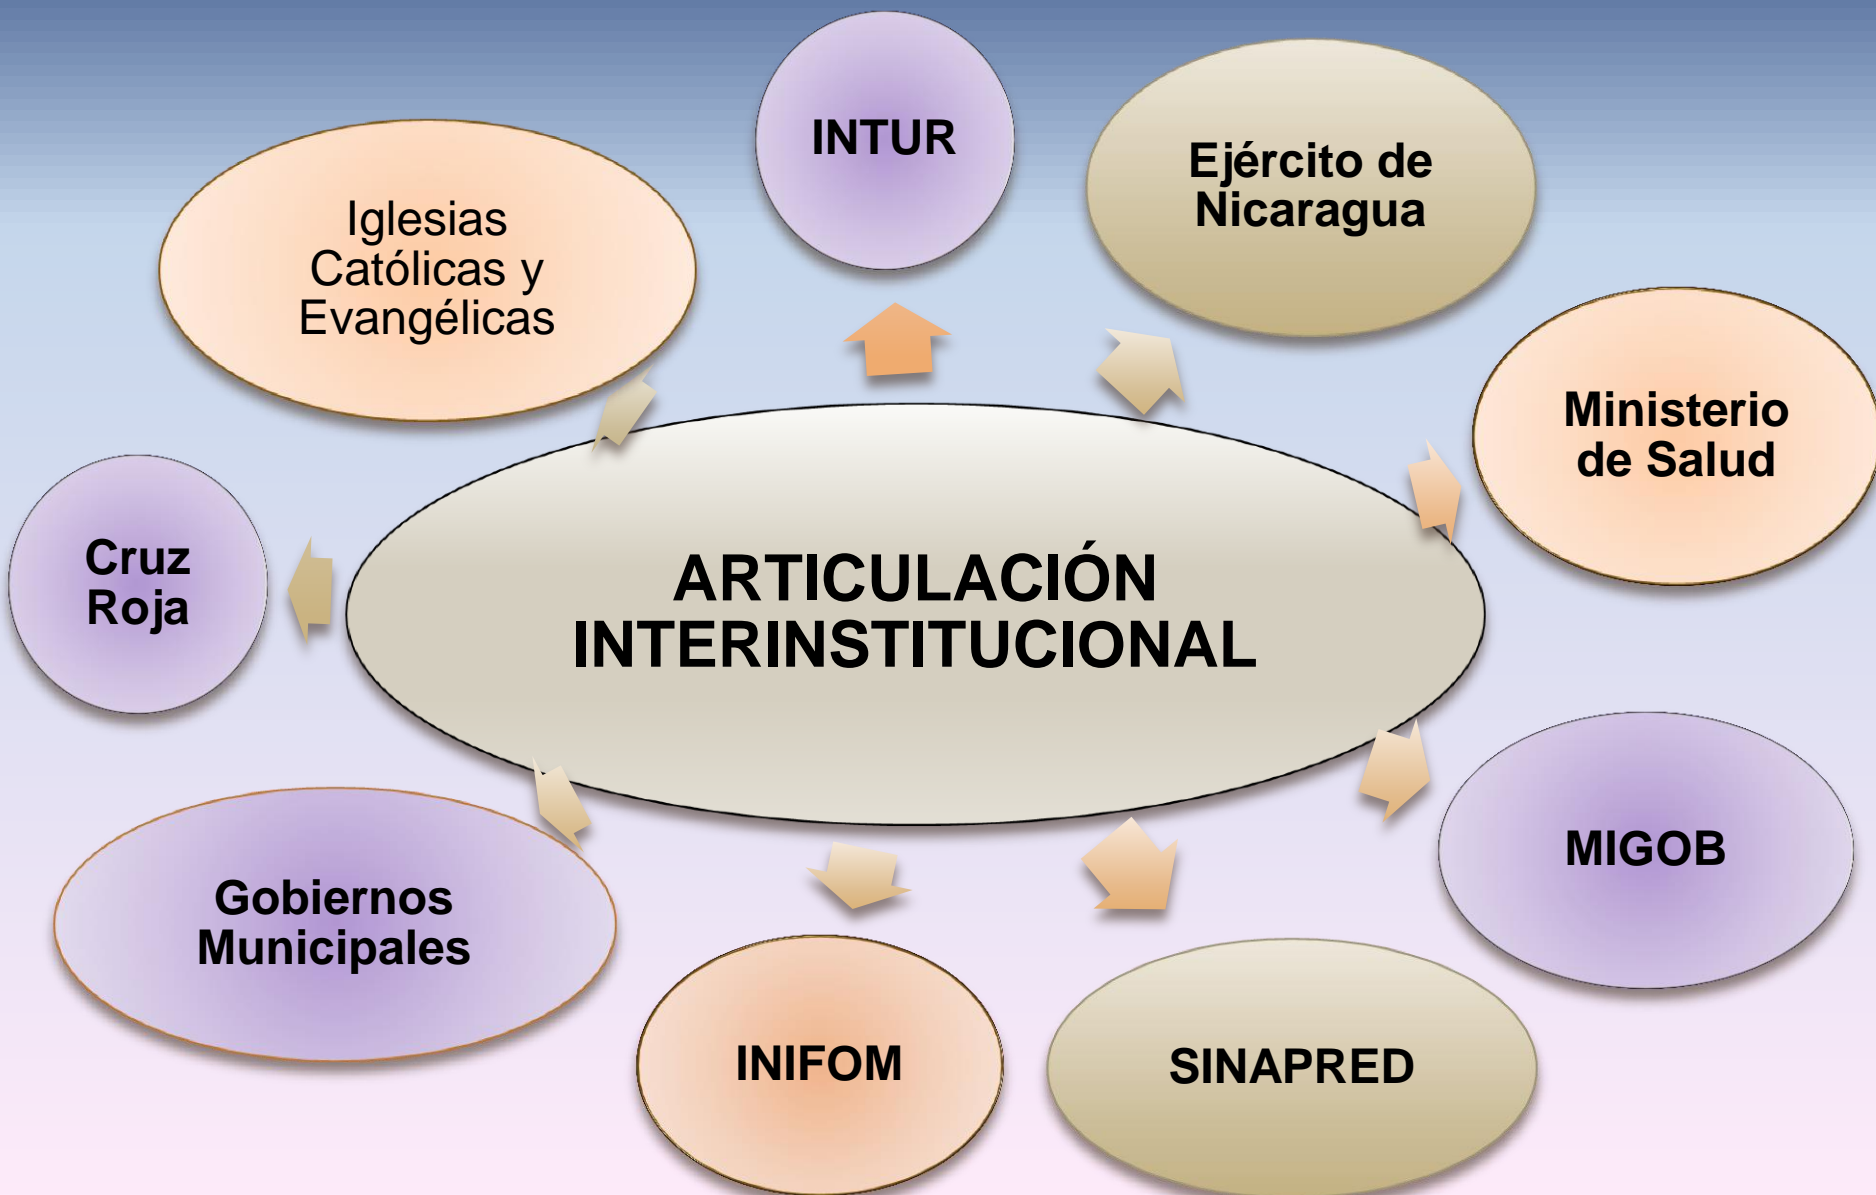 INTUR
Ejército de
Nicaragua
Iglesias
Católicas y
Evangélicas
Ministerio
de Salud
Cruz
Roja
ARTICULACIÓN
INTERINSTITUCIONAL
MIGOB
Gobiernos
Municipales
INIFOM
SINAPRED